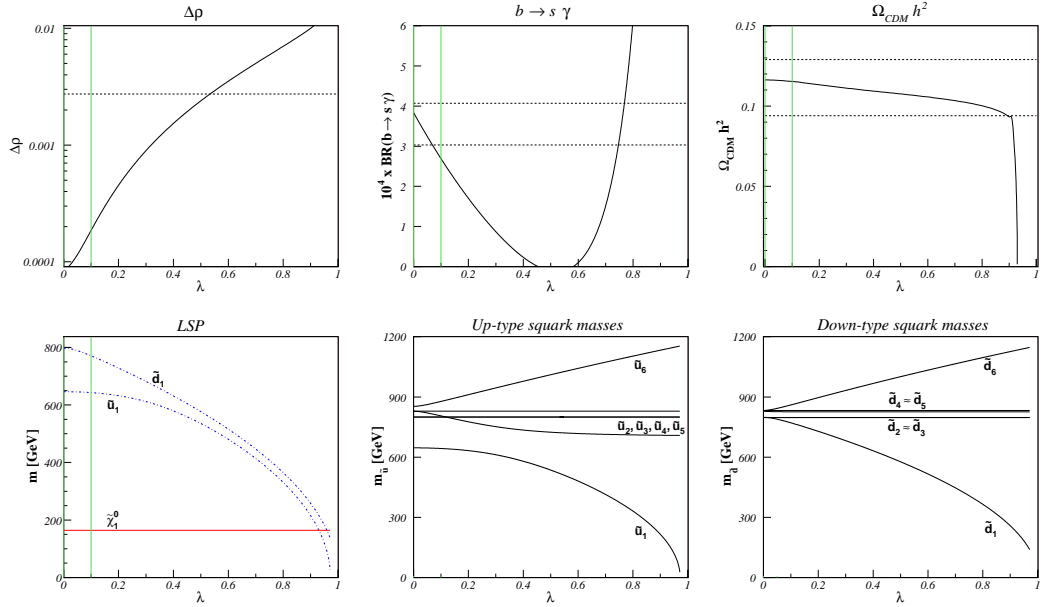 Δρ
0.01
0.001
0.0001
Δρ
0 0.2 0.4 0.6 0.8 1
λ
b → s γ
6
5
4
3
2
1
0
10⁴ x BR(b→ s γ)
0 0.2 0.4 0.6 0.8 1
λ
Ω_CDM h²
0.15
0.1
0.05
0
Ω_CDM h²
0 0.2 0.4 0.6 0.8 1
λ
LSP
800
600
400
200
0
m [GeV]
d̃₁
ũ₁
χ̃₁⁰
0 0.2 0.4 0.6 0.8 1
λ
Up-type squark masses
1200
900
600
300
0
m_ũ [GeV]
ũ₆
ũ₂, ũ₃, ũ₄, ũ₅
ũ₁
0 0.2 0.4 0.6 0.8 1
λ
Down-type squark masses
1200
900
600
300
0
m_d̃ [GeV]
d̃₆
d̃₄ ≈ d̃₅
d̃₂ ≈ d̃₃
d̃₁
0 0.2 0.4 0.6 0.8 1
λ